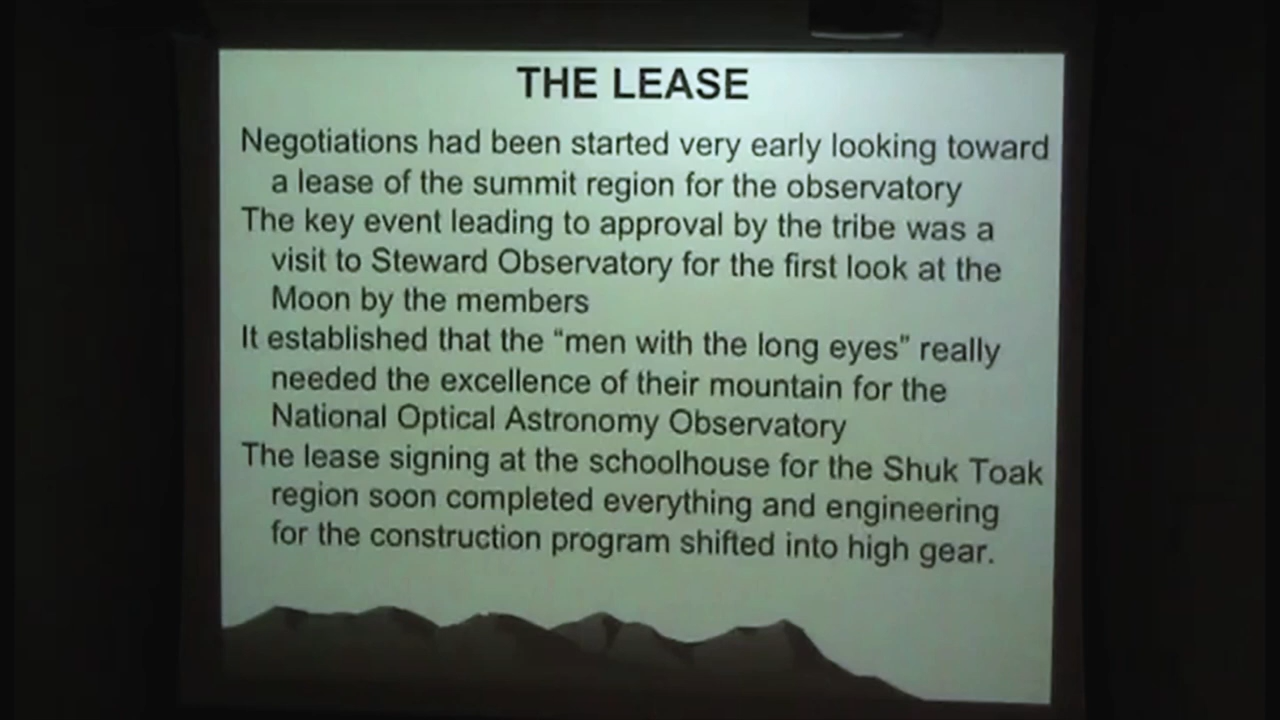 THE LEASE
Negotiations had been started very early looking toward
a lease of the summit region for the observatory
The key event leading to approval by the tribe was a
visit to Steward Observatory for the first look at the
Moon by the members
It established that the “men with the long eyes” really
needed the excellence of their mountain for the
National Optical Astronomy Observatory
The lease signing at the schoolhouse for the Shuk Toak
region soon completed everything and engineering
for the construction program shifted into high gear.